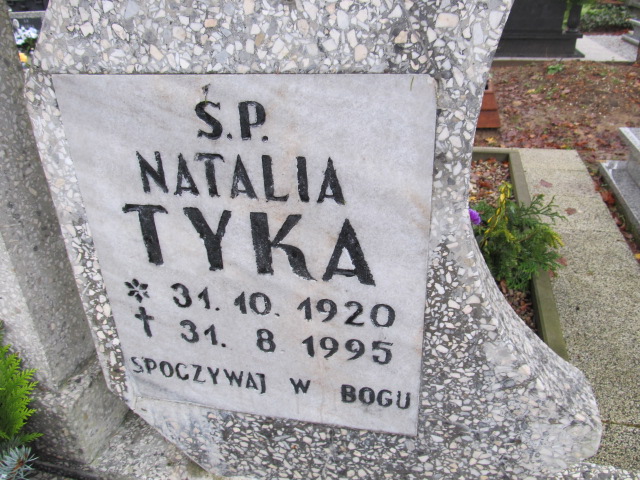 Ś.P.
NATALIA
TYKA
* 31. 10. 1920
† 31. 8. 1995
SPOCZYWAJ W BOGU